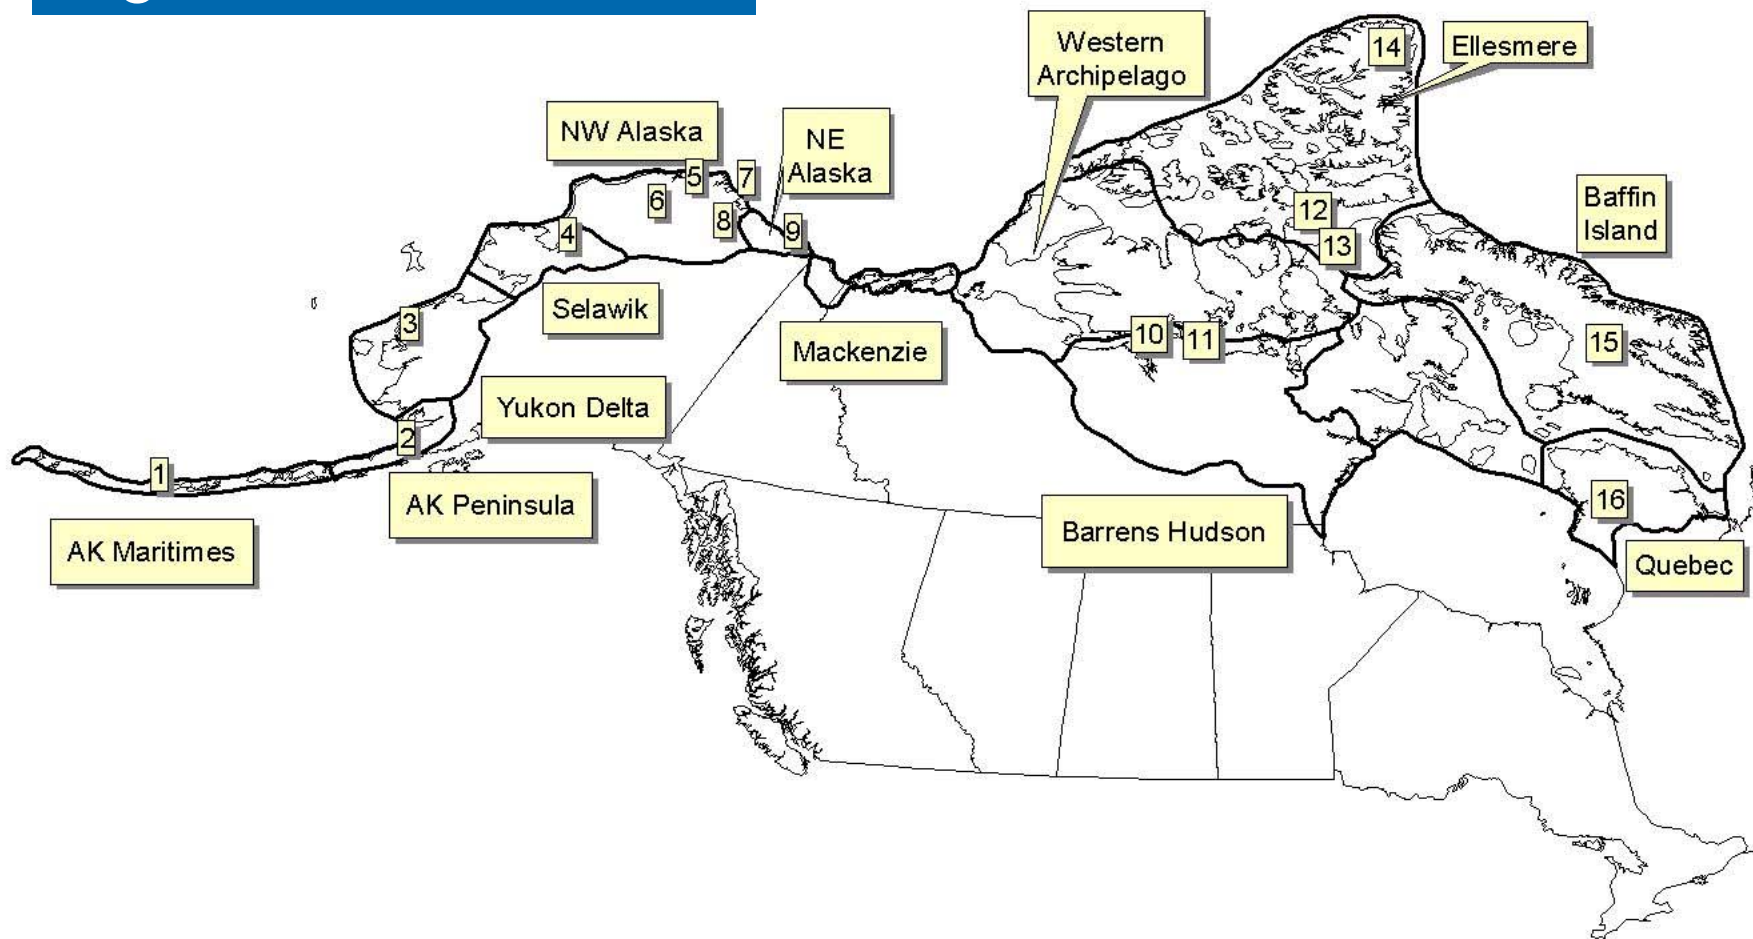 14
Ellesmere
Western
Archipelago
NW Alaska
NE
Alaska
5
7
6
8
9
4
12
13
Baffin
Island
3
Selawik
10
11
15
Mackenzie
Yukon Delta
2
1
AK Peninsula
16
AK Maritimes
Barrens Hudson
Quebec